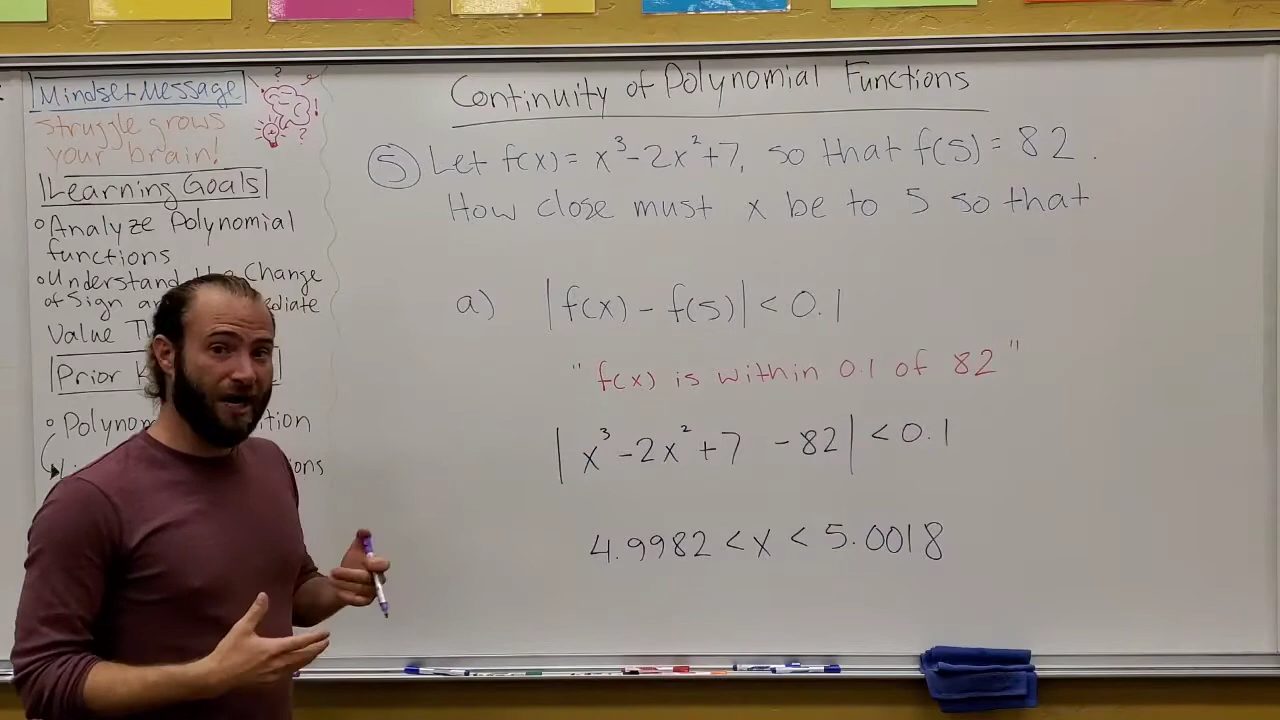 Mindset Message
Struggle grows
your brain!
Learning Goals
Analyze Polynomial
functions
Understand the Change
of Sign
Value
Prior
Continuity of Polynomial Functions
5 Let f(x) = x³-2x²+7, so that f(5) = 82.
How close must x be to 5 so that
a) |f(x) - f(5)| < 0.1
"f(x) is within 0.1 of 82"
|x³-2x²+7 -82| < 0.1
4.9982 < x < 5.0018